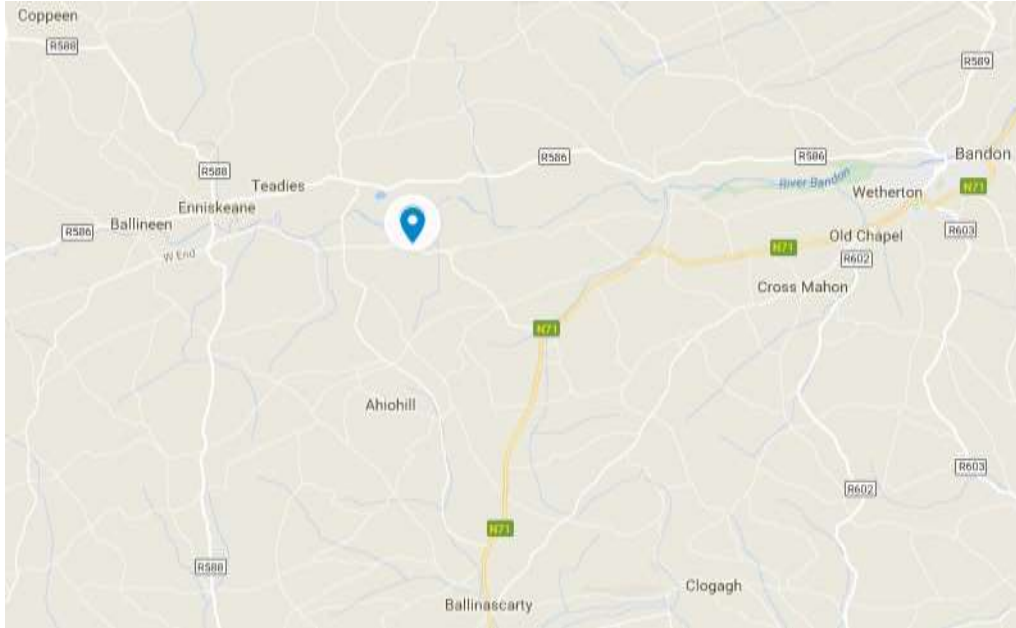 Coppeen
R588
R589
R586
R586
Bandon
R588
River Bandon
Teadies
N71
Wetherton
Enniskeane
Ballineen
R586
R603
Old Chapel
N71
W End
R602
Cross Mahon
N71
Ahiohill
R603
R602
N71
R588
Clogagh
Ballinascarty